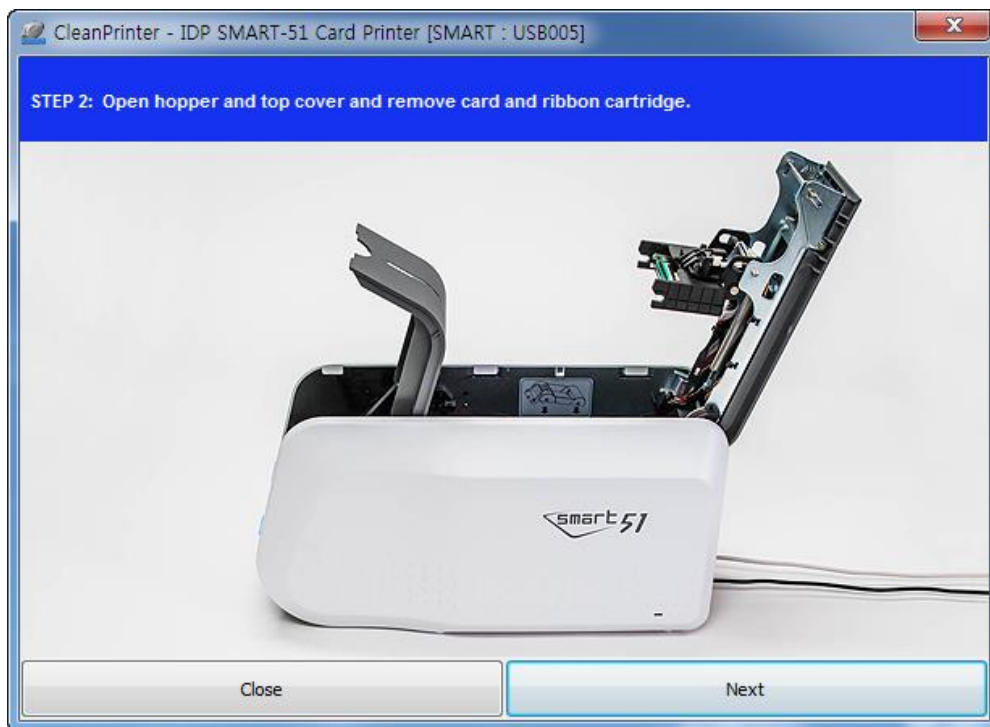 CleanPrinter - IDP SMART-51 Card Printer [SMART : USB005]
STEP 2:  Open hopper and top cover and remove card and ribbon cartridge.
smart 51
Close
Next